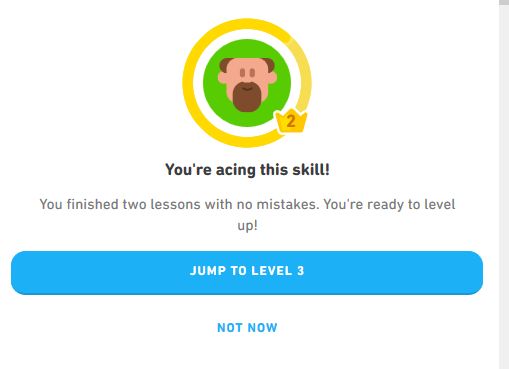 2
You're acing this skill!
You finished two lessons with no mistakes. You're ready to level
up!
JUMP TO LEVEL 3
NOT NOW